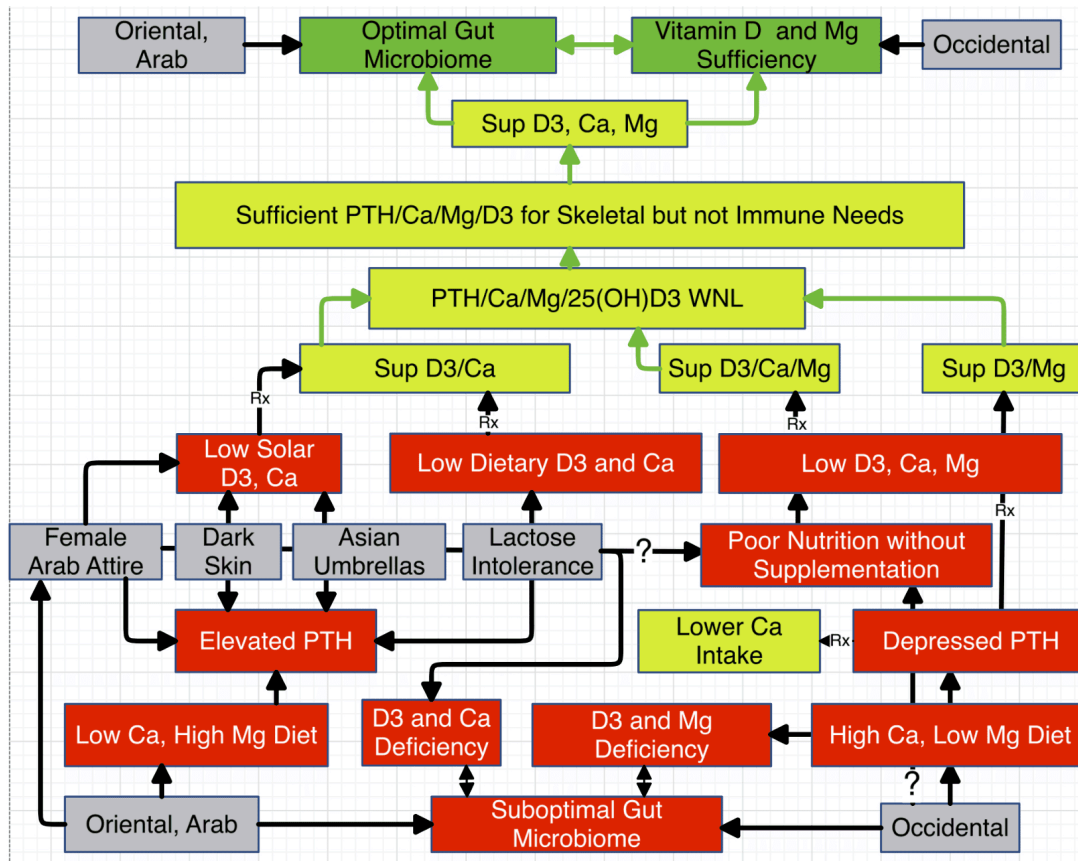 Oriental,
Arab
Optimal Gut
Microbiome
Vitamin D and Mg
Sufficiency
Occidental
Sup D3, Ca, Mg
Sufficient PTH/Ca/Mg/D3 for Skeletal but not Immune Needs
PTH/Ca/Mg/25(OH)D3 WNL
Sup D3/Ca
Sup D3/Ca/Mg
Sup D3/Mg
Rx
Rx
Rx
Low Solar
D3, Ca
Low Dietary D3 and Ca
Low D3, Ca, Mg
Rx
Female
Arab Attire
Dark
Skin
Asian
Umbrellas
Lactose
Intolerance
?
Poor Nutrition without
Supplementation
Elevated PTH
Lower Ca
Intake
Rx
Depressed PTH
Low Ca, High Mg Diet
D3 and Ca
Deficiency
D3 and Mg
Deficiency
High Ca, Low Mg Diet
?
Oriental, Arab
Suboptimal Gut
Microbiome
Occidental